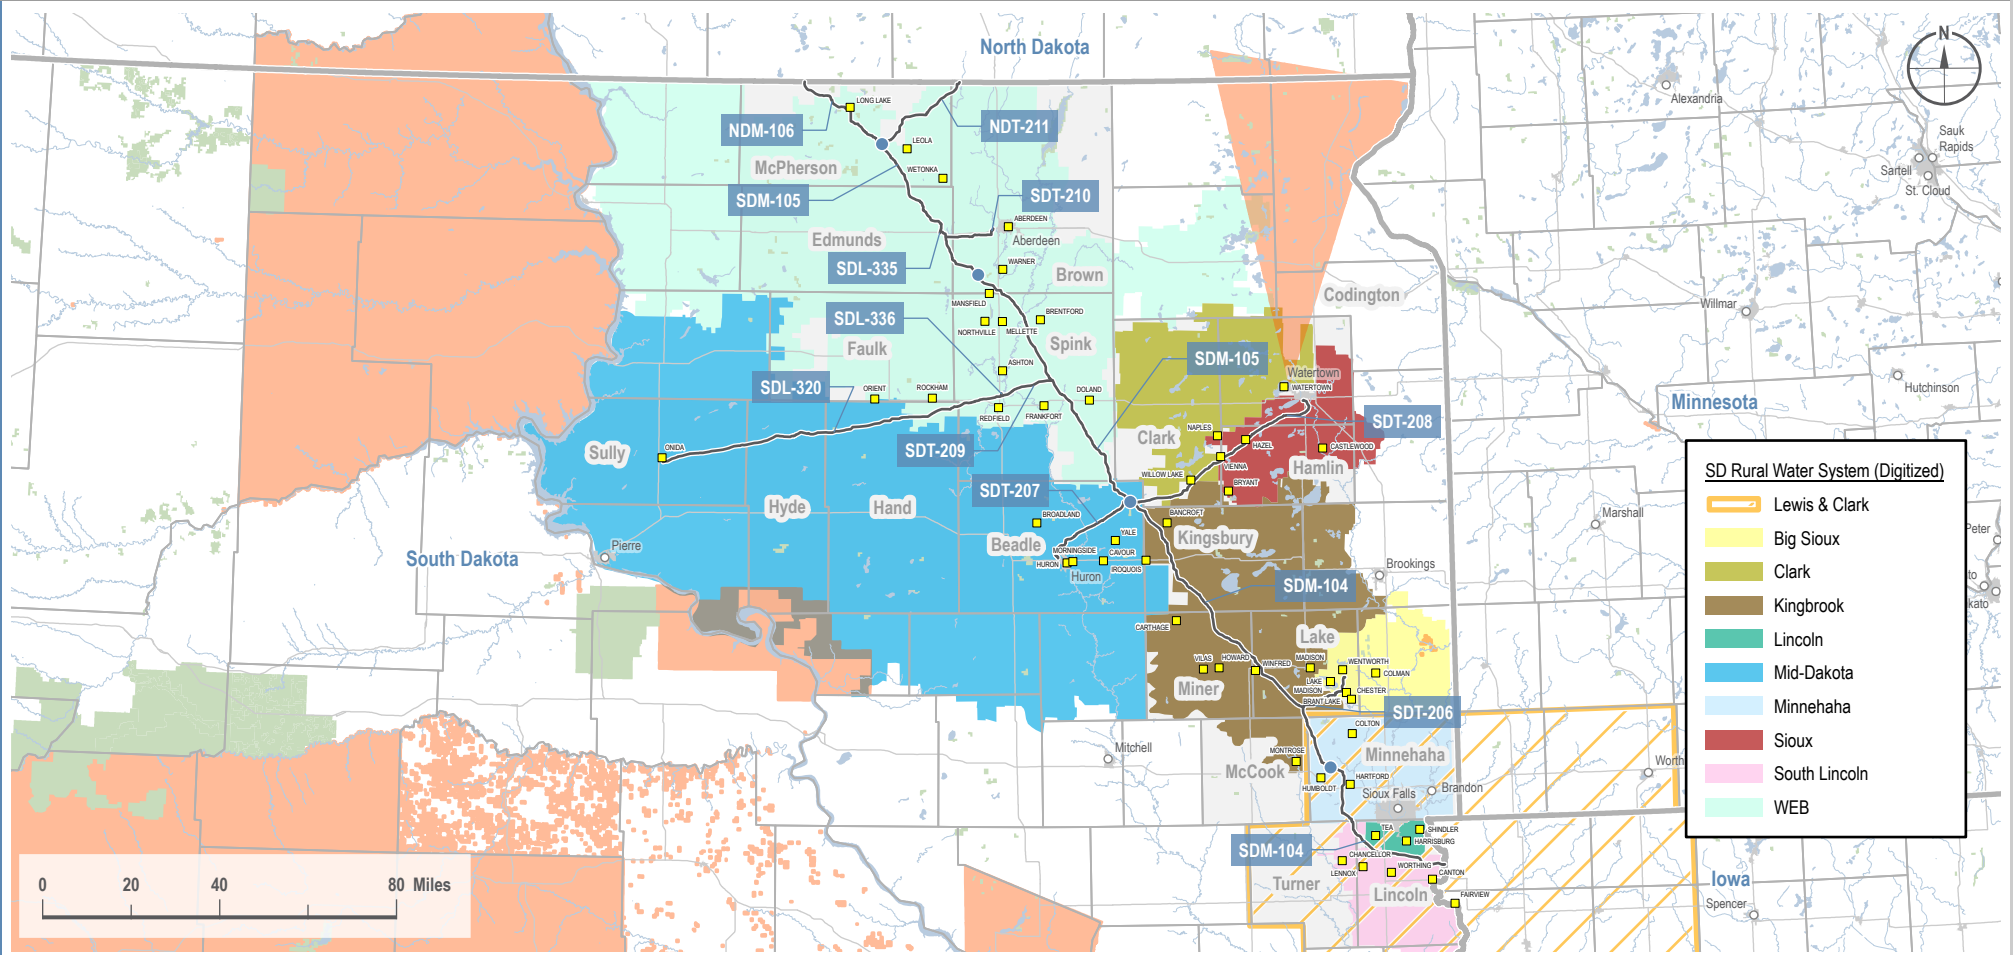 North Dakota
N
Alexandria
LONG LAKE
NDM-106
NDT-211
Sauk
Rapids
LEOLA
Sartell
McPherson
WETONKA
St. Cloud
SDM-105
SDT-210
ABERDEEN
Edmunds
Aberdeen
SDL-335
WARNER
Brown
Codington
MANSFIELD
Willmar
SDL-336
BRENTFORD
NORTHVILLE
MELLETTE
Faulk
Spink
SDM-105
ASHTON
Watertown
SDL-320
ORIENT
ROCKHAM
DOLAND
WATERTOWN
Hutchinson
REDFIELD
FRANKFORT
Minnesota
SDT-208
NAPLES
Clark
HAZEL
CASTLEWOOD
SDT-209
Sully
ONIDA
VIENNA
Hamlin
WILLOW LAKE
BRYANT
SDT-207
Hyde
Hand
BROADLAND
BANCROFT
Marshall
Peter
YALE
Kingsbury
Beadle
Pierre
South Dakota
MORNINGSIDE
CAVOUR
HURON
IROQUOIS
Huron
Brookings
SDM-104
to
kato
CARTHAGE
Lake
VILAS
HOWARD
WINFRED
MADISON
WENTWORTH
COLMAN
Miner
LAKE
MADISON
CHESTER
BRANT LAKE
SDT-206
COLTON
Mitchell
MONTROSE
Minnehaha
McCook
HARTFORD
HUMBOLDT
Sioux Falls
Brandon
Worth
TEA
SHINDLER
HARRISBURG
SDM-104
CHANCELLOR
LENNOX
WORTHING
CANTON
Turner
Lincoln
FAIRVIEW
Iowa
Spencer
SD Rural Water System (Digitized)
Lewis & Clark
Big Sioux
Clark
Kingbrook
Lincoln
Mid-Dakota
Minnehaha
Sioux
South Lincoln
WEB
0 20 40 80 Miles